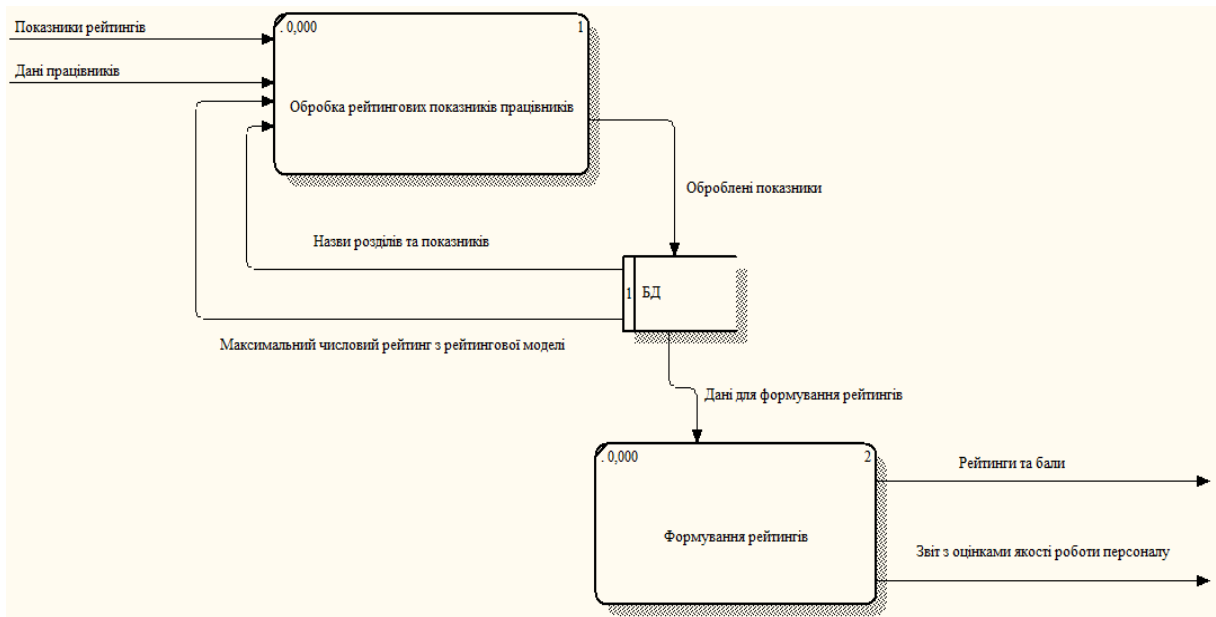 Показники рейтингів
. 0,000
1
Дані працівників
Обробка рейтингових показників працівників
Оброблені показники
Назви розділів та показників
1
БД
Максимальний числовий рейтинг з рейтингової моделі
Дані для формування рейтингів
. 0,000
2
Рейтинги та бали
Формування рейтингів
Звіт з оцінками якості роботи персоналу